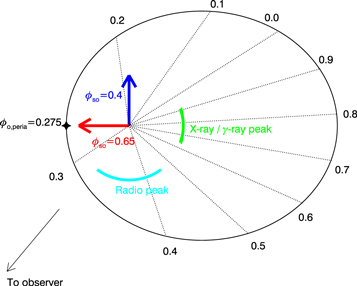 0.1
0.2
0.0
0.9
ϕso=0.4
0.8
ϕo,peria=0.275
X-ray / γ-ray peak
ϕso=0.65
0.7
0.3
Radio peak
0.6
0.4
0.5
To observer